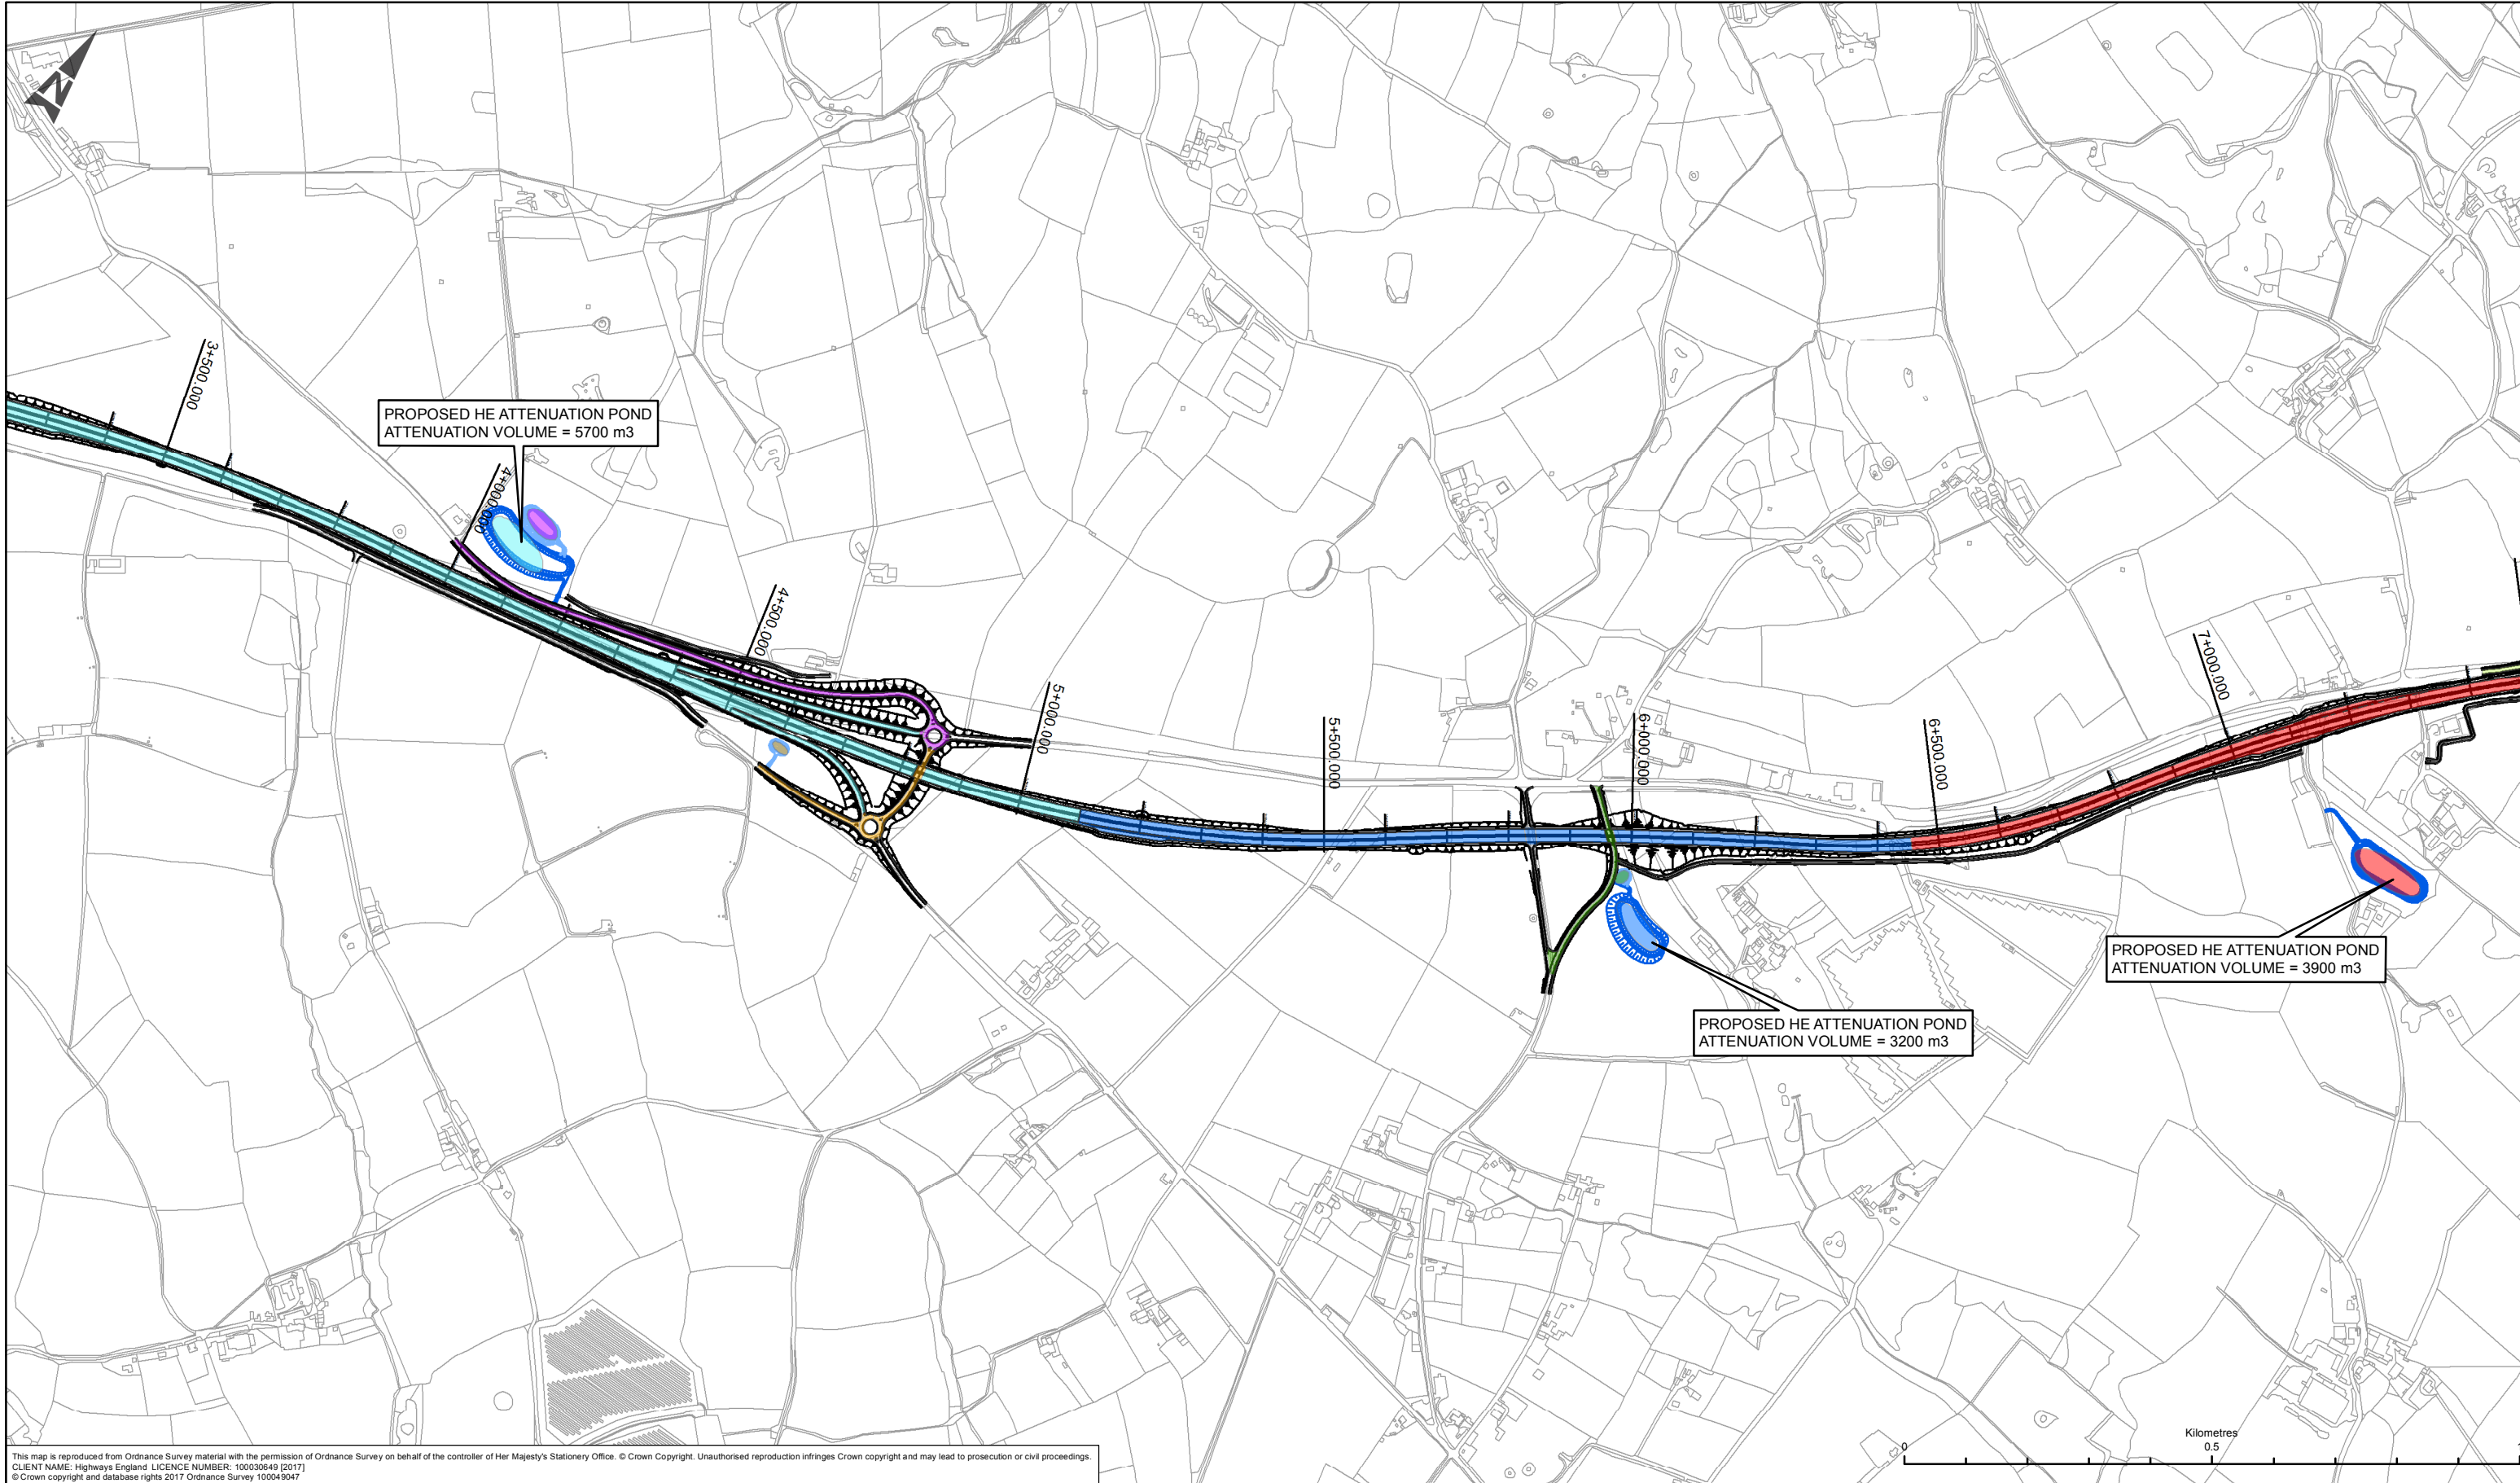 N
3+500.000
PROPOSED HE ATTENUATION POND
ATTENUATION VOLUME = 5700 m3
4+000.000
4+500.000
5+000.000
5+500.000
6+000.000
6+500.000
7+000.000
PROPOSED HE ATTENUATION POND
ATTENUATION VOLUME = 3900 m3
PROPOSED HE ATTENUATION POND
ATTENUATION VOLUME = 3200 m3
Kilometres
0 0.5
This map is reproduced from Ordnance Survey material with the permission of Ordnance Survey on behalf of the controller of Her Majesty's Stationery Office. © Crown Copyright. Unauthorised reproduction infringes Crown copyright and may lead to prosecution or civil proceedings.
CLIENT NAME: Highways England LICENCE NUMBER: 100030649 [2017]
© Crown copyright and database rights 2017 Ordnance Survey 100049047